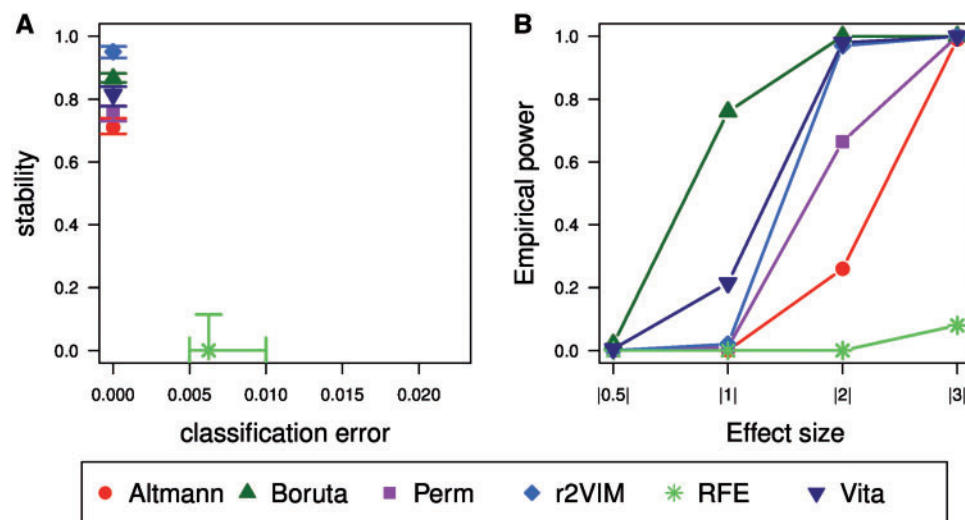 A
1.0
0.8
0.6
0.4
0.2
0.0
stability
0.000 0.005 0.010 0.015 0.020
classification error
B
1.0
0.8
0.6
0.4
0.2
0.0
Empirical power
|0.5| |1| |2| |3|
Effect size
Altmann Boruta Perm r2VIM RFE Vita